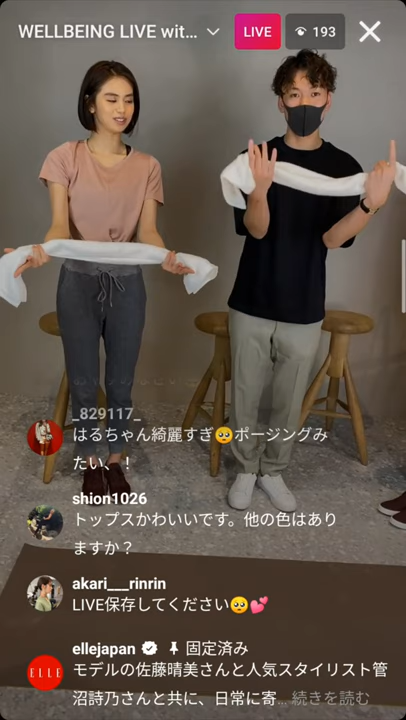 WELLBEING LIVE wit...
LIVE
193
_829117_
はるちゃん綺麗すぎ🥺ポージングみ
たい、！
shion1026
トップスかわいいです。他の色はあり
ますか？
akari___rinrin
LIVE保存してください🥺💕
ellejapan 固定済み
ELLE
モデルの佐藤晴美さんと人気スタイリスト管
沼詩乃さんと共に、日常に寄... 続きを読む